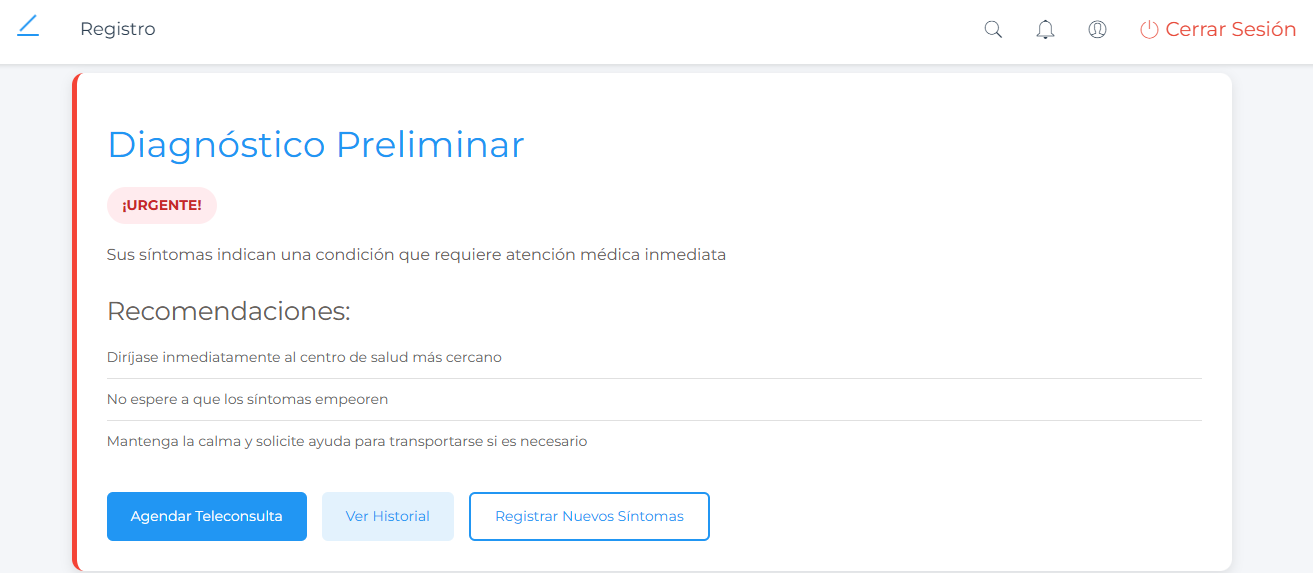 Registro
Cerrar Sesión
Diagnóstico Preliminar
¡URGENTE!
Sus síntomas indican una condición que requiere atención médica inmediata
Recomendaciones:
Diríjase inmediatamente al centro de salud más cercano
No espere a que los síntomas empeoren
Mantenga la calma y solicite ayuda para transportarse si es necesario
Agendar Teleconsulta
Ver Historial
Registrar Nuevos Síntomas